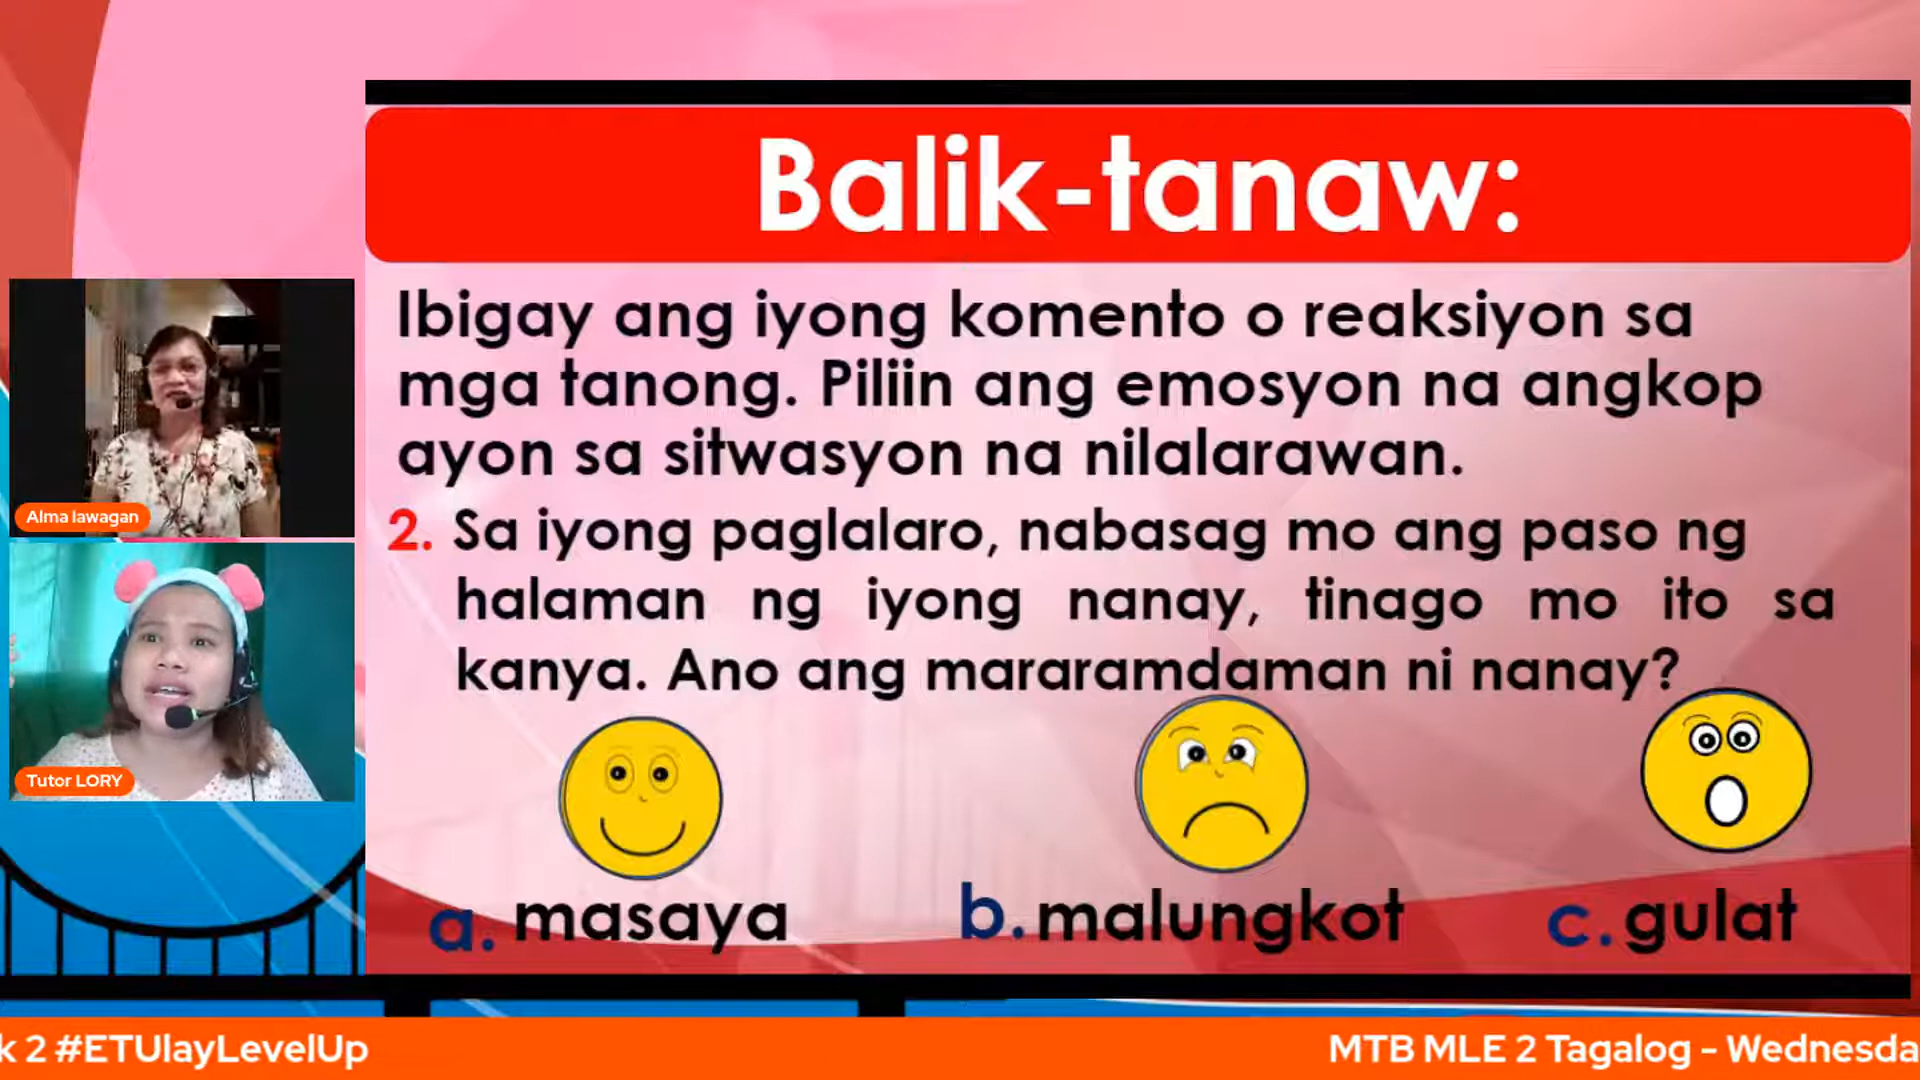 Balik-tanaw:
Ibigay ang iyong komento o reaksiyon sa
mga tanong. Piliin ang emosyon na angkop
ayon sa sitwasyon na nilalarawan.
2. Sa iyong paglalaro, nabasag mo ang paso ng
halaman ng iyong nanay, tinago mo ito sa
kanya. Ano ang mararamdaman ni nanay?
a. masaya
b. malungkot
c. gulat
Alma lawagan
Tutor LORY
k 2 #ETUlayLevelUp
MTB MLE 2 Tagalog - Wednesda